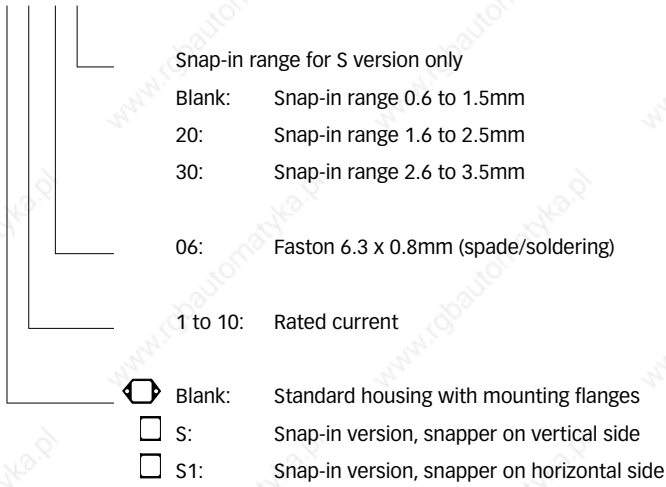 Snap-in range for S version only
Blank: Snap-in range 0.6 to 1.5mm
20: Snap-in range 1.6 to 2.5mm
30: Snap-in range 2.6 to 3.5mm
06: Faston 6.3 x 0.8mm (spade/soldering)
1 to 10: Rated current
Blank: Standard housing with mounting flanges
S: Snap-in version, snapper on vertical side
S1: Snap-in version, snapper on horizontal side
www.rgbautomatyka.pl